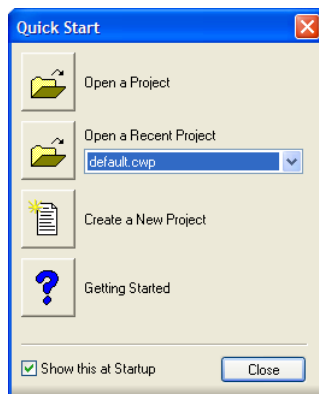 Quick Start
Open a Project
Open a Recent Project
default.cwp
Create a New Project
Getting Started
Show this at Startup
Close